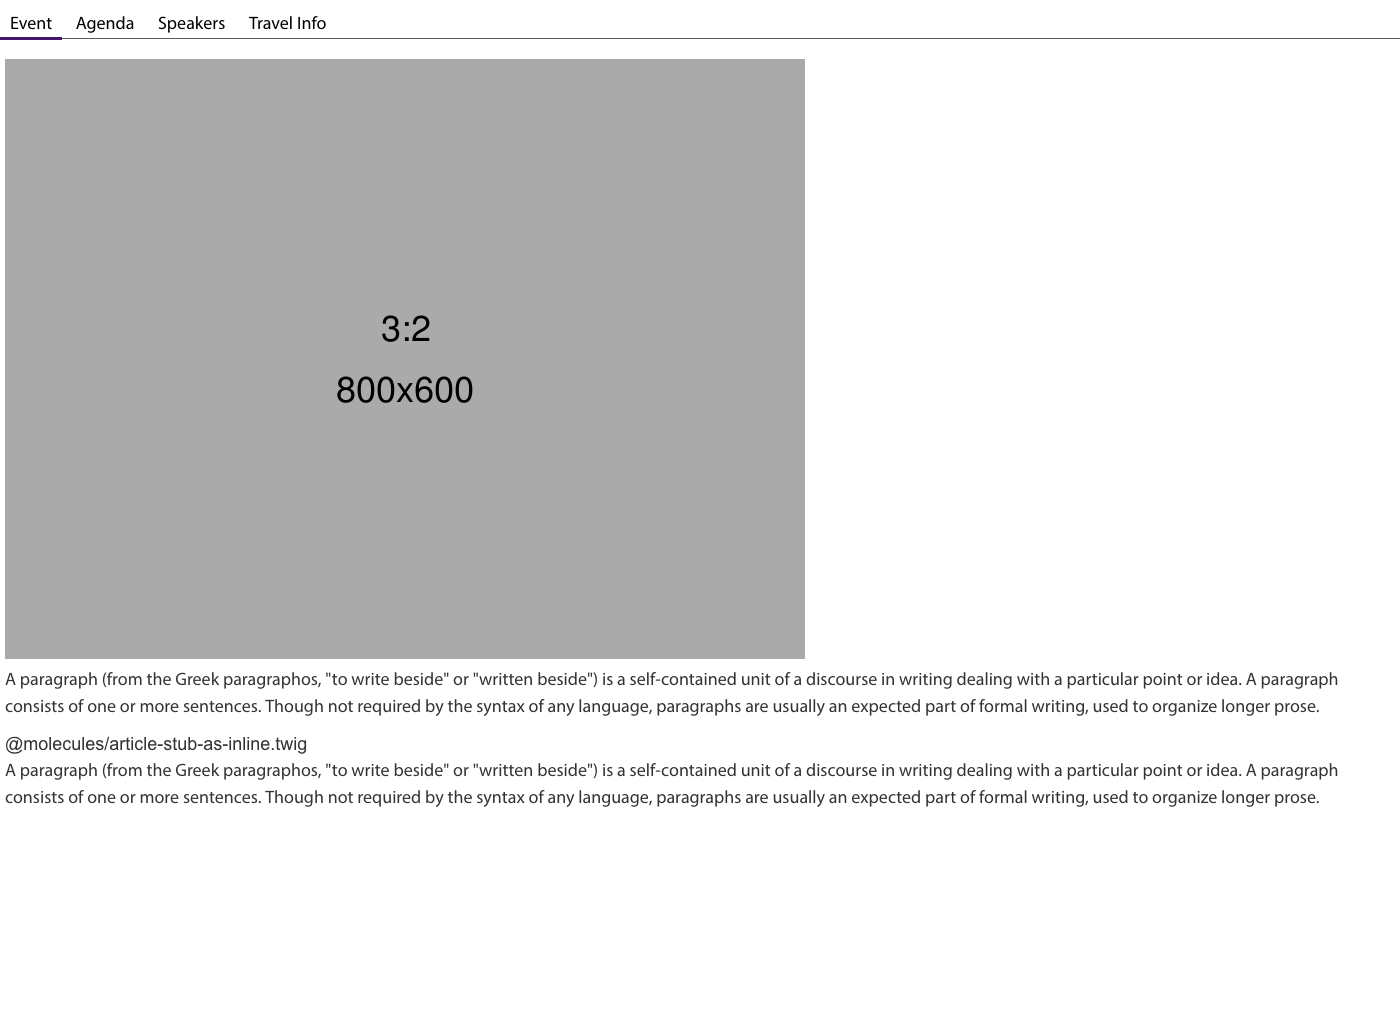 Event Agenda Speakers Travel Info
3:2
800x600
A paragraph (from the Greek paragraphos, "to write beside" or "written beside") is a self-contained unit of a discourse in writing dealing with a particular point or idea. A paragraph
consists of one or more sentences. Though not required by the syntax of any language, paragraphs are usually an expected part of formal writing, used to organize longer prose.
@molecules/article-stub-as-inline.twig
A paragraph (from the Greek paragraphos, "to write beside" or "written beside") is a self-contained unit of a discourse in writing dealing with a particular point or idea. A paragraph
consists of one or more sentences. Though not required by the syntax of any language, paragraphs are usually an expected part of formal writing, used to organize longer prose.